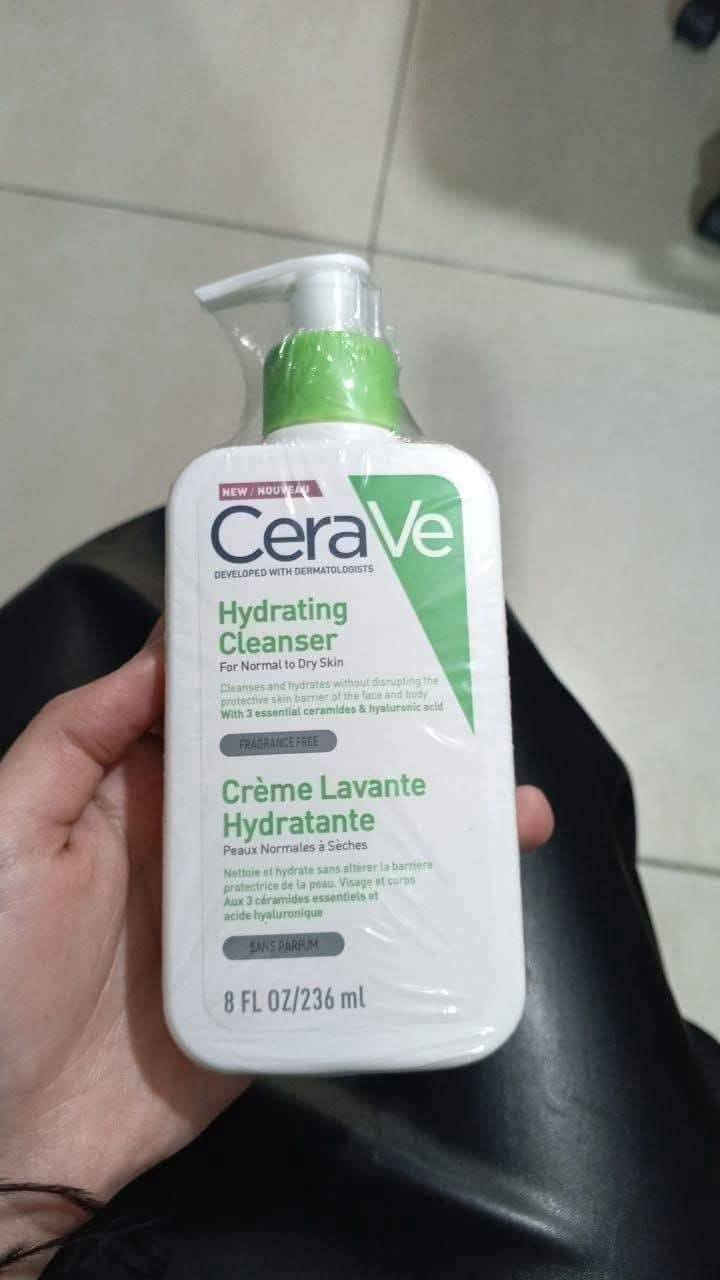 NEW / NOUVEAU
CeraVe
DEVELOPED WITH DERMATOLOGISTS
Hydrating
Cleanser
For Normal to Dry Skin
Cleanses and hydrates without disrupting the
protective skin barrier of the face and body
With 3 essential ceramides & hyaluronic acid
FRAGRANCE FREE
Crème Lavante
Hydratante
Peaux Normales à Sèches
Nettoie et hydrate sans altérer la barrière
protectrice de la peau. Visage et corps
Aux 3 céramides essentiels et
acide hyaluronique
SANS PARFUM
8 FL OZ/236 ml